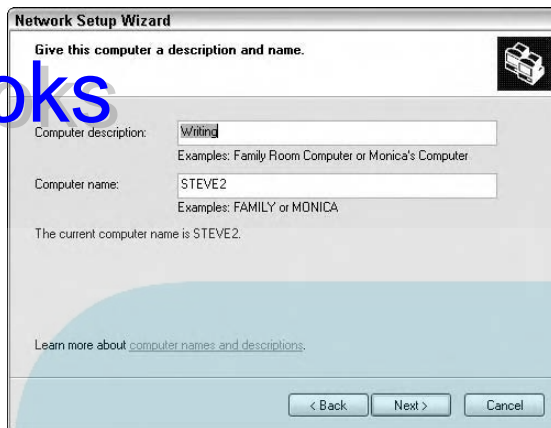 Network Setup Wizard
Give this computer a description and name.
oks
Computer description: Writing
Examples: Family Room Computer or Monica's Computer
Computer name: STEVE2
Examples: FAMILY or MONICA
The current computer name is STEVE2.
Learn more about computer names and descriptions.
< Back Next > Cancel